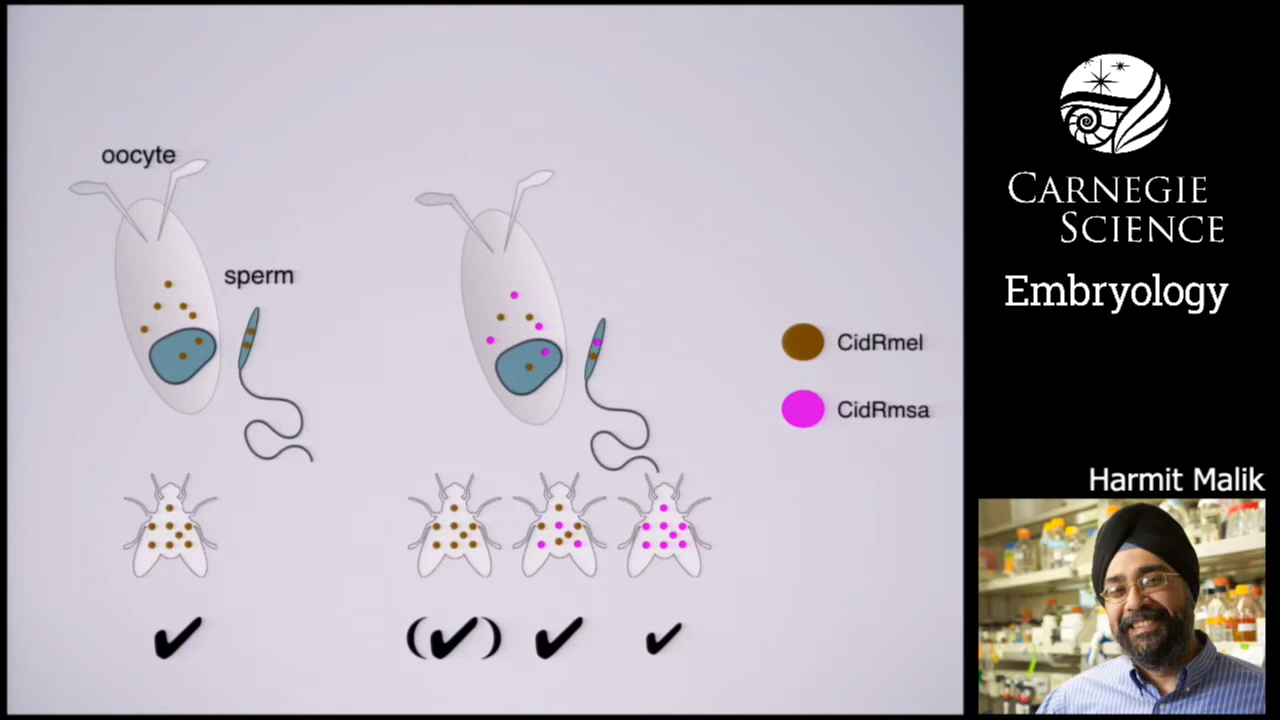 oocyte
sperm
CidRmel
CidRmsa
(✔) ✔ ✔
✔
CARNEGIE
SCIENCE
Embryology
Harmit Malik